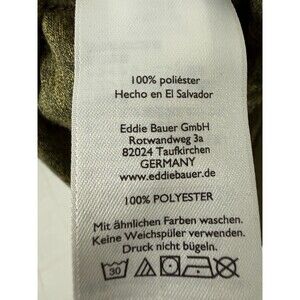 100% poliéster
Hecho en El Salvador
Eddie Bauer GmbH
Rotwandweg 3a
82024 Taufkirchen
GERMANY
www.eddiebauer.de
100% POLYESTER
Mit ähnlichen Farben waschen.
Keine Weichspüler verwenden.
Druck nicht bügeln.
30